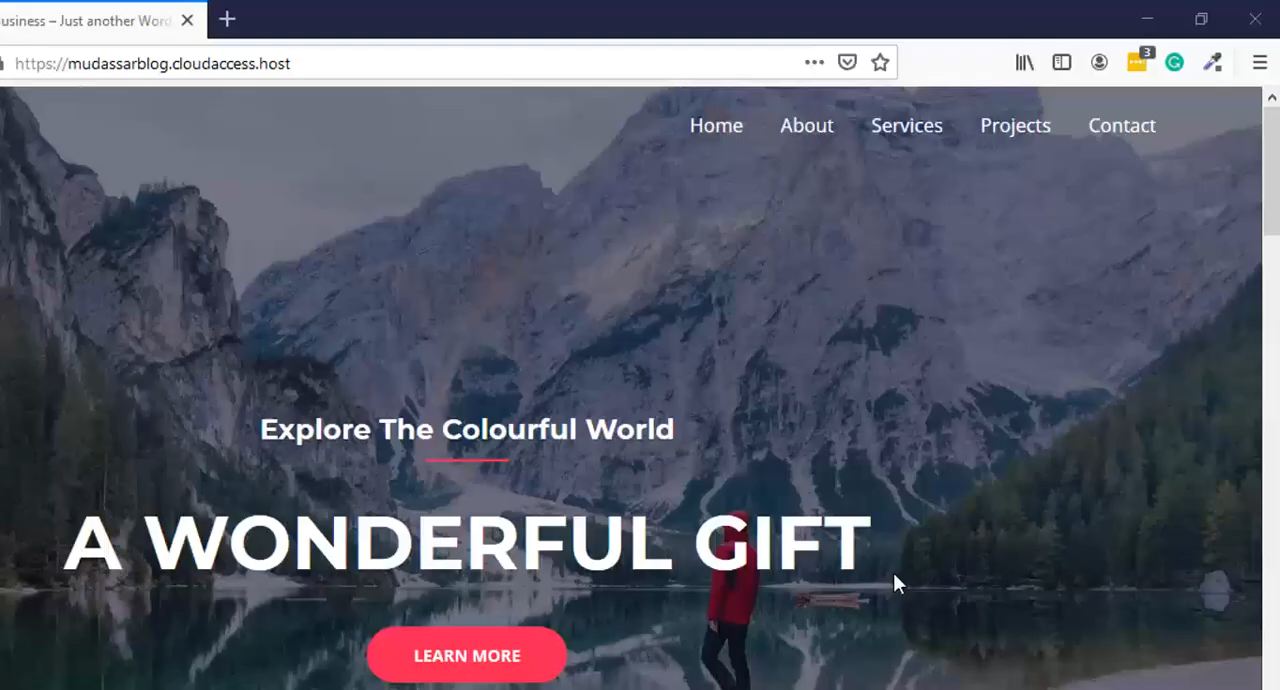 usiness – Just another Word
https://mudassarblog.cloudaccess.host
3
Home About Services Projects Contact
Explore The Colourful World
A WONDERFUL GIFT
LEARN MORE